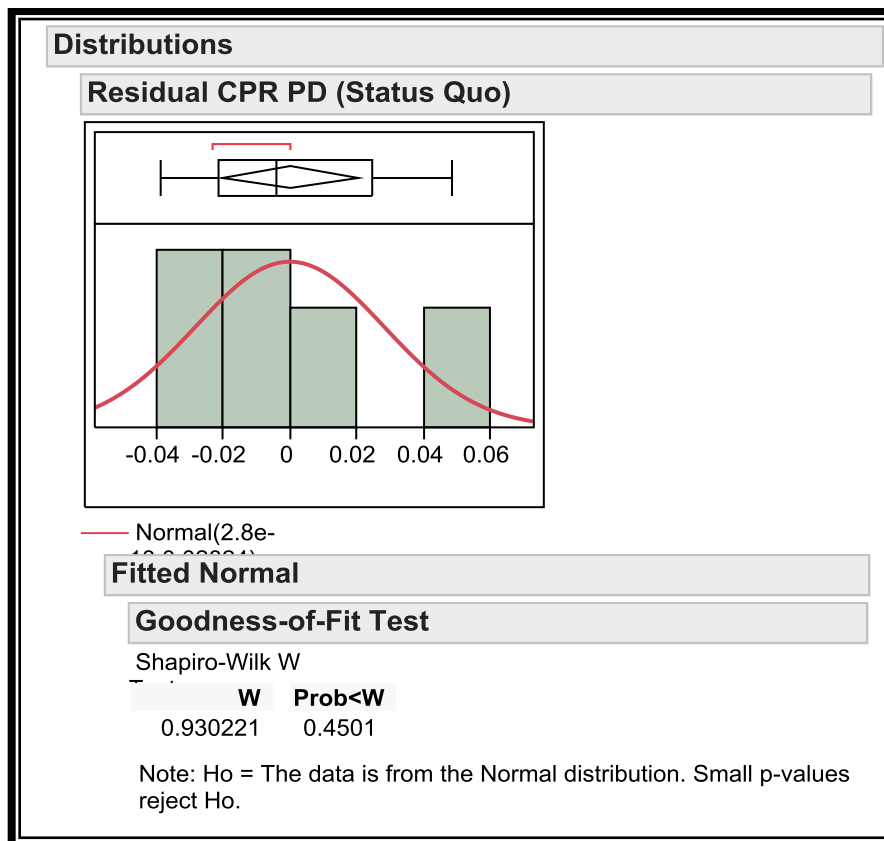 Distributions
Residual CPR PD (Status Quo)
-0.04 -0.02 0 0.02 0.04 0.06
Normal(2.8e-
Fitted Normal
Goodness-of-Fit Test
Shapiro-Wilk W
W Prob<W
0.930221 0.4501
Note: Ho = The data is from the Normal distribution. Small p-values
reject Ho.